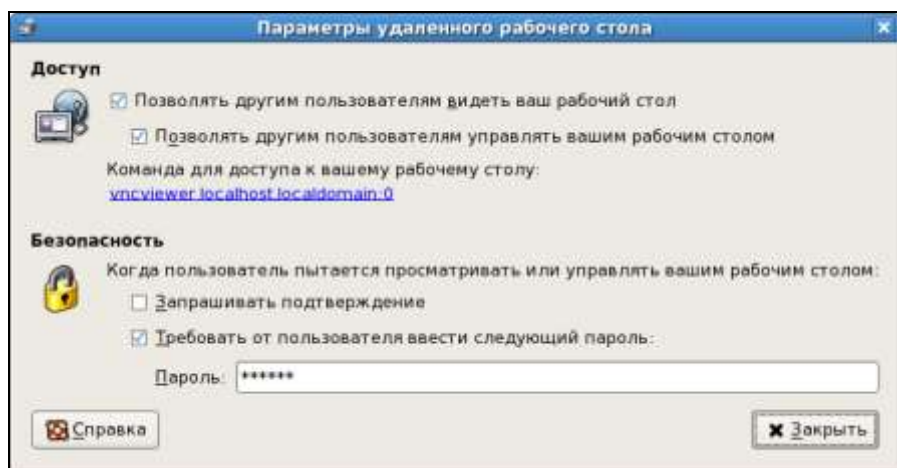 Параметры удаленного рабочего стола
Доступ
Позволять другим пользователям видеть ваш рабочий стол
Позволять другим пользователям управлять вашим рабочим столом
Команда для доступа к вашему рабочему столу:
vncviewer localhost.localdomain:0
Безопасность
Когда пользователь пытается просматривать или управлять вашим рабочим столом:
Запрашивать подтверждение
Требовать от пользователя ввести следующий пароль:
Пароль: ******
Справка
Закрыть